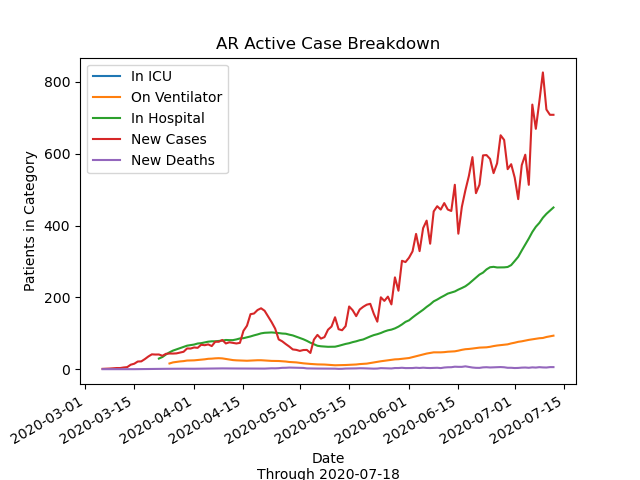 AR Active Case Breakdown
In ICU
On Ventilator
In Hospital
New Cases
New Deaths
Patients in Category
800
600
400
200
0
2020-03-01
2020-03-15
2020-04-01
2020-04-15
2020-05-01
2020-05-15
2020-06-01
2020-06-15
2020-07-01
2020-07-15
Date
Through 2020-07-18